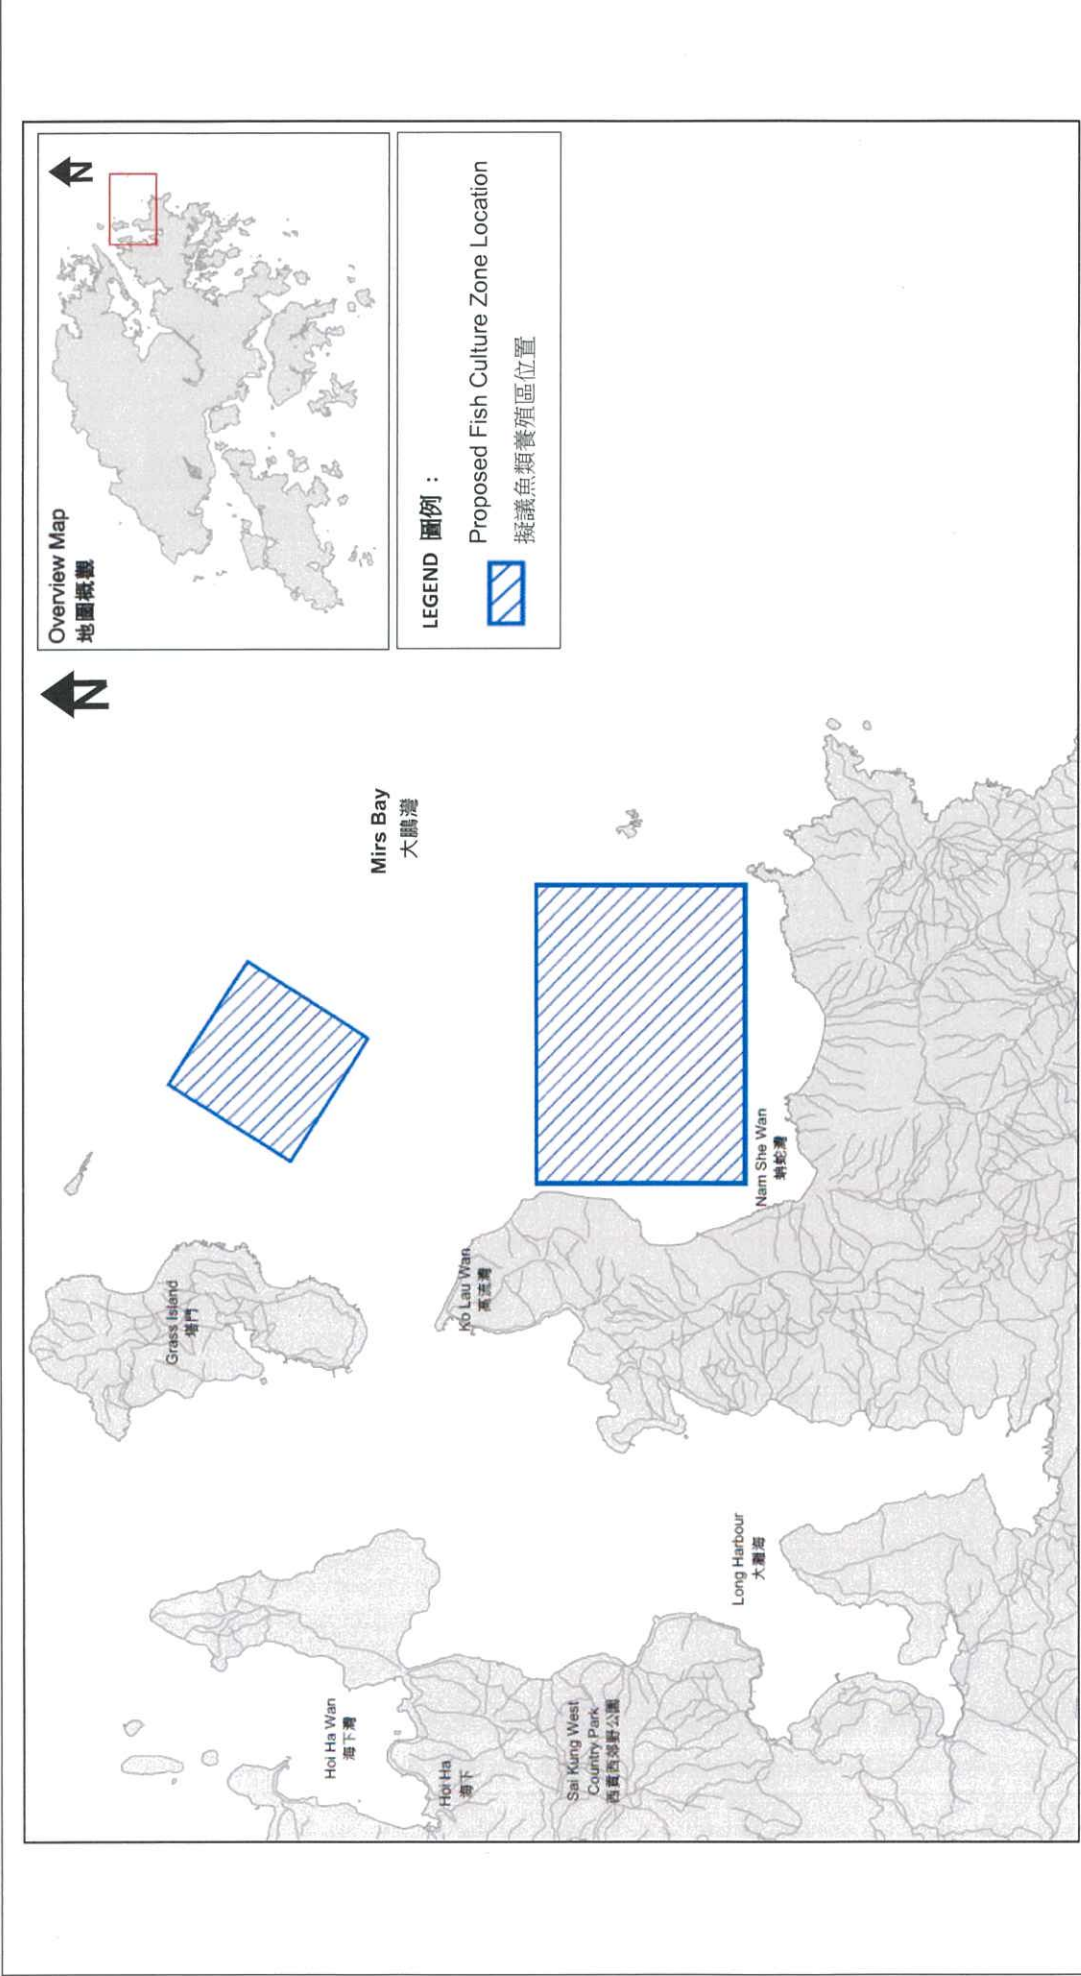 Overview Map
地圖概觀
N
N
LEGEND 圖例 :
Proposed Fish Culture Zone Location
擬議魚類養殖區位置
Mirs Bay
大鵬灣
Grass Island
塔門
Ko Lau Wan
高流灣
Nam She Wan
蚺蛇灣
Hoi Ha Wan
海下灣
Hoi Ha
海下
Sai Kung West
Country Park
西貢西郊野公園
Long Harbour
大灘海